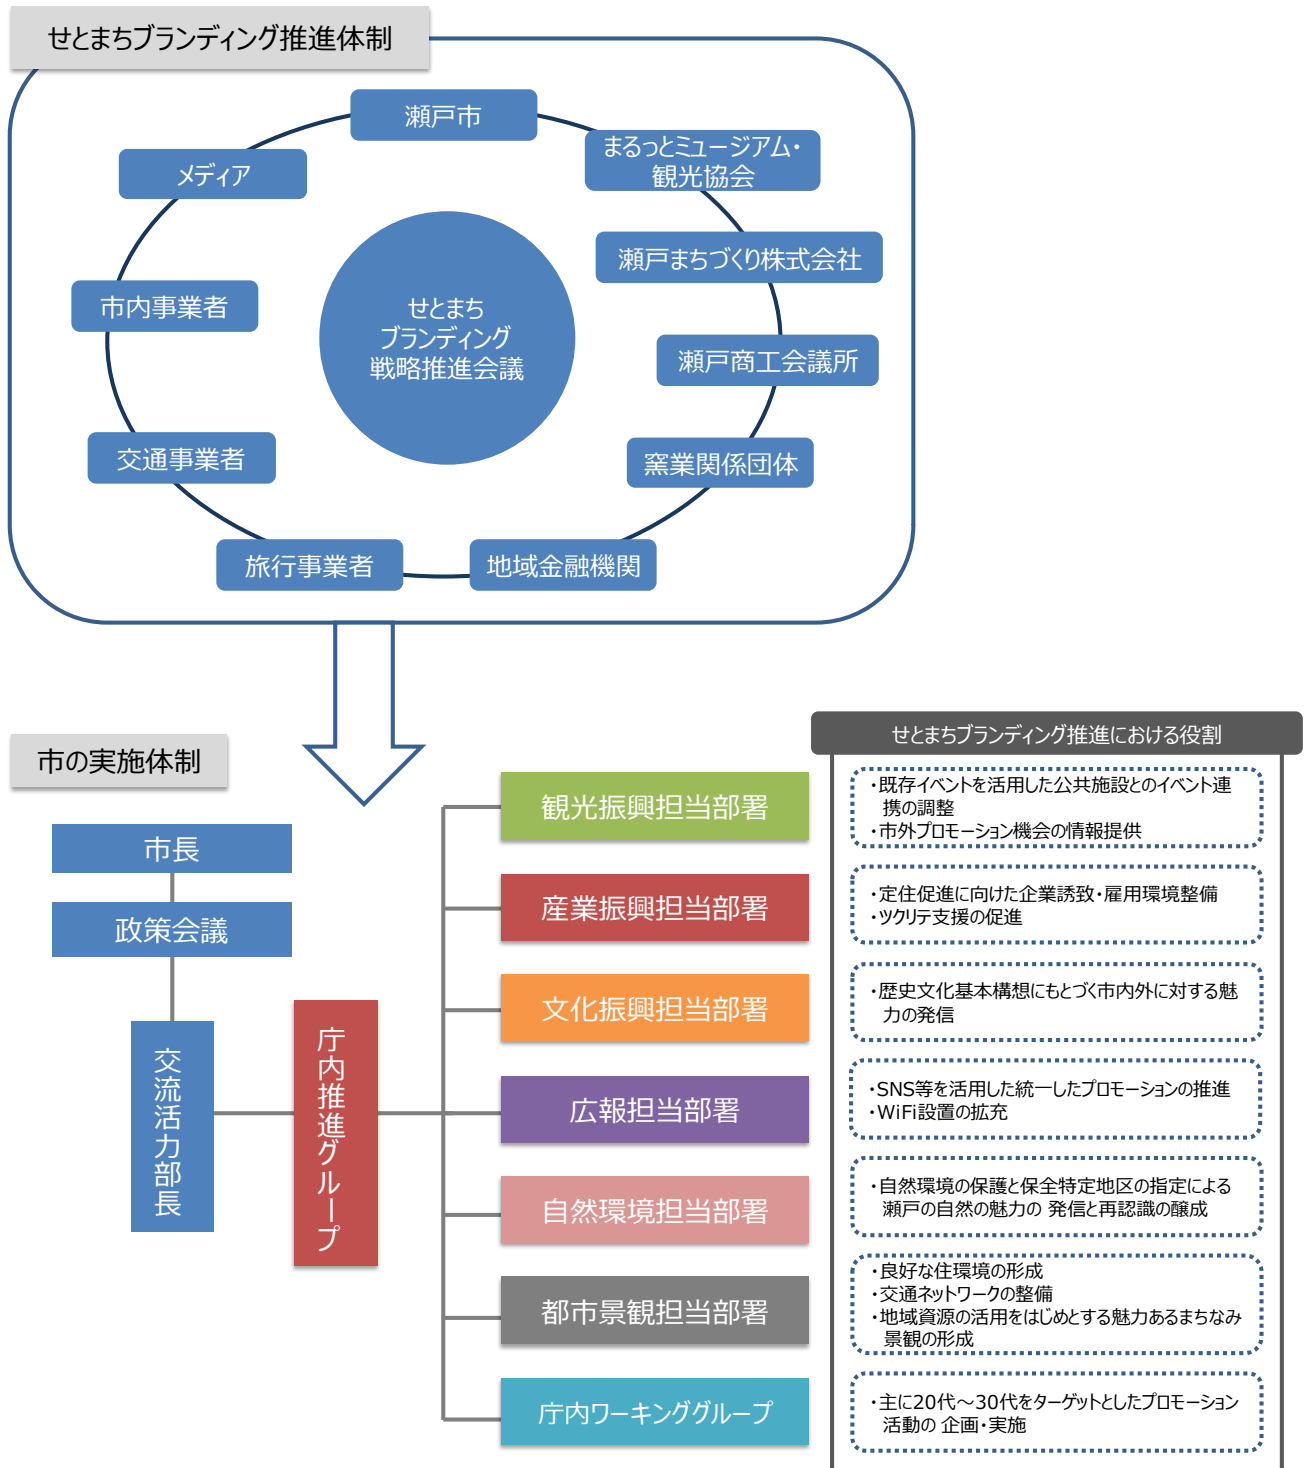 せとまちブランディング推進体制
瀬戸市
まるっとミュージアム・
観光協会
メディア
瀬戸まちづくり株式会社
市内事業者
せとまち
ブランディング
戦略推進会議
瀬戸商工会議所
交通事業者
窯業関係団体
旅行事業者
地域金融機関
市の実施体制
市長
政策会議
交流活力部長
庁内推進グループ
せとまちブランディング推進における役割
観光振興担当部署
・既存イベントを活用した公共施設とのイベント連
携の調整
・市外プロモーション機会の情報提供
産業振興担当部署
・定住促進に向けた企業誘致・雇用環境整備
・ツクリテ支援の促進
文化振興担当部署
・歴史文化基本構想にもとづく市内外に対する魅
力の発信
広報担当部署
・SNS等を活用した統一したプロモーションの推進
・WiFi設置の拡充
自然環境担当部署
・自然環境の保護と保全特定地区の指定による
瀬戸の自然の魅力の 発信と再認識の醸成
都市景観担当部署
・良好な住環境の形成
・交通ネットワークの整備
・地域資源の活用をはじめとする魅力あるまちなみ
景観の形成
庁内ワーキンググループ
・主に20代～30代をターゲットとしたプロモーション
活動の 企画・実施